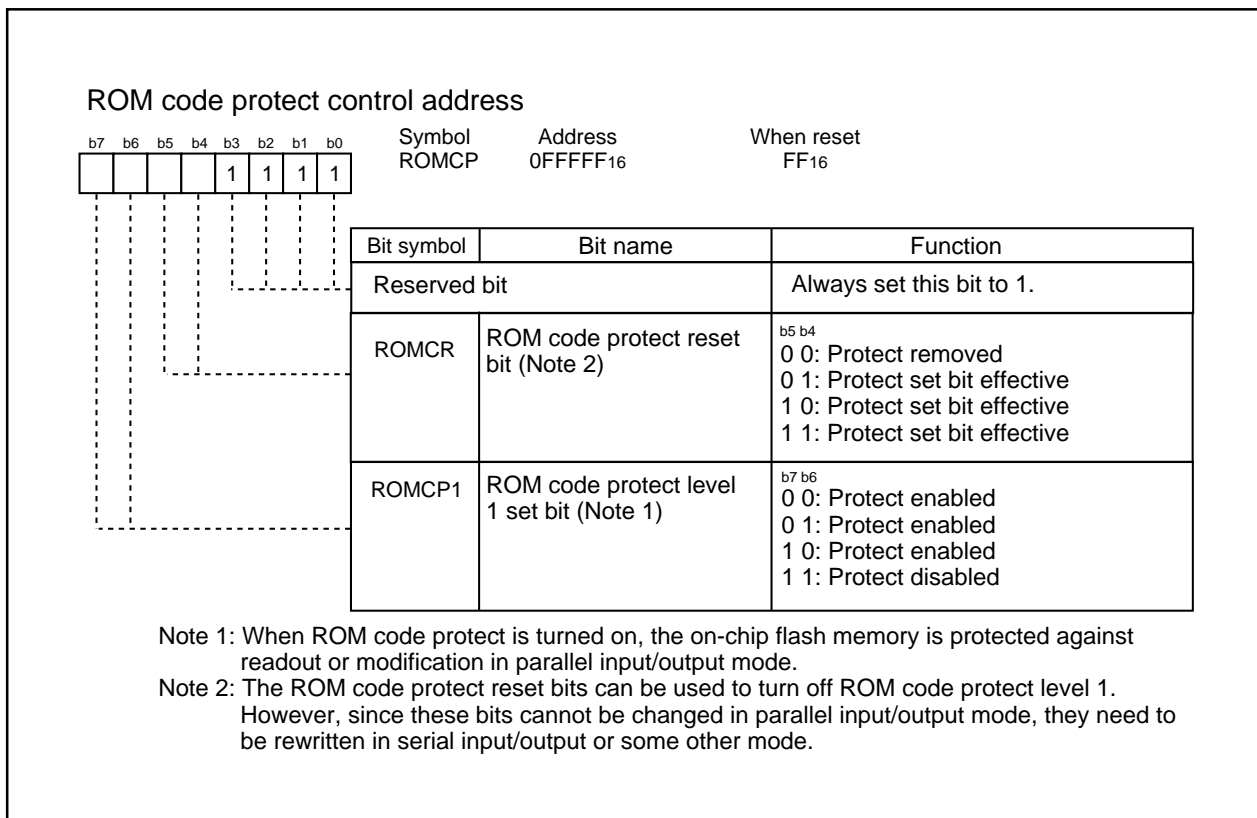 ROM code protect control address
b7 b6 b5 b4 b3 b2 b1 b0
1 1 1 1
Symbol Address When reset
ROMCP 0FFFFF16 FF16
Bit symbol Bit name Function
Reserved bit Always set this bit to 1.
ROMCR ROM code protect reset
bit (Note 2)
b5 b4
0 0: Protect removed
0 1: Protect set bit effective
1 0: Protect set bit effective
1 1: Protect set bit effective
ROMCP1 ROM code protect level
1 set bit (Note 1)
b7 b6
0 0: Protect enabled
0 1: Protect enabled
1 0: Protect enabled
1 1: Protect disabled
Note 1: When ROM code protect is turned on, the on-chip flash memory is protected against
readout or modification in parallel input/output mode.
Note 2: The ROM code protect reset bits can be used to turn off ROM code protect level 1.
However, since these bits cannot be changed in parallel input/output mode, they need to
be rewritten in serial input/output or some other mode.